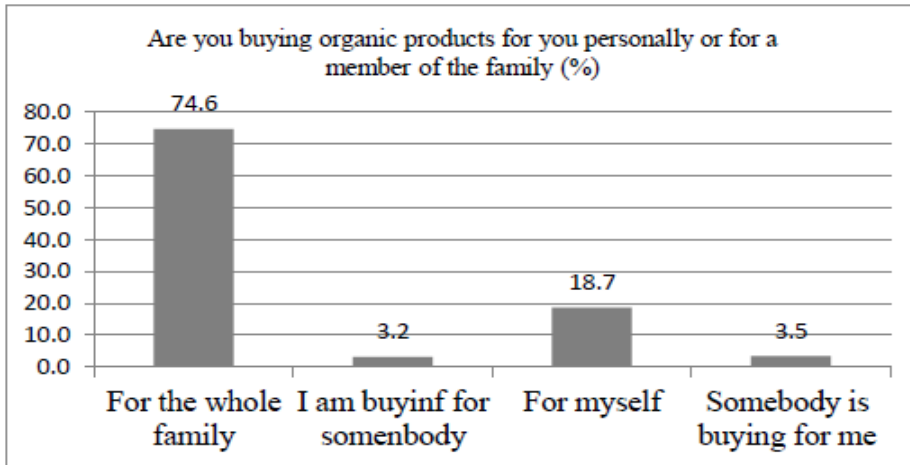 Are you buying organic products for you personally or for a
member of the family (%)
74.6
80.0
70.0
60.0
50.0
40.0
30.0
18.7
20.0
10.0
3.2
3.5
0.0
For the whole
family
I am buyinf for
somenbody
For myself
Somebody is
buying for me